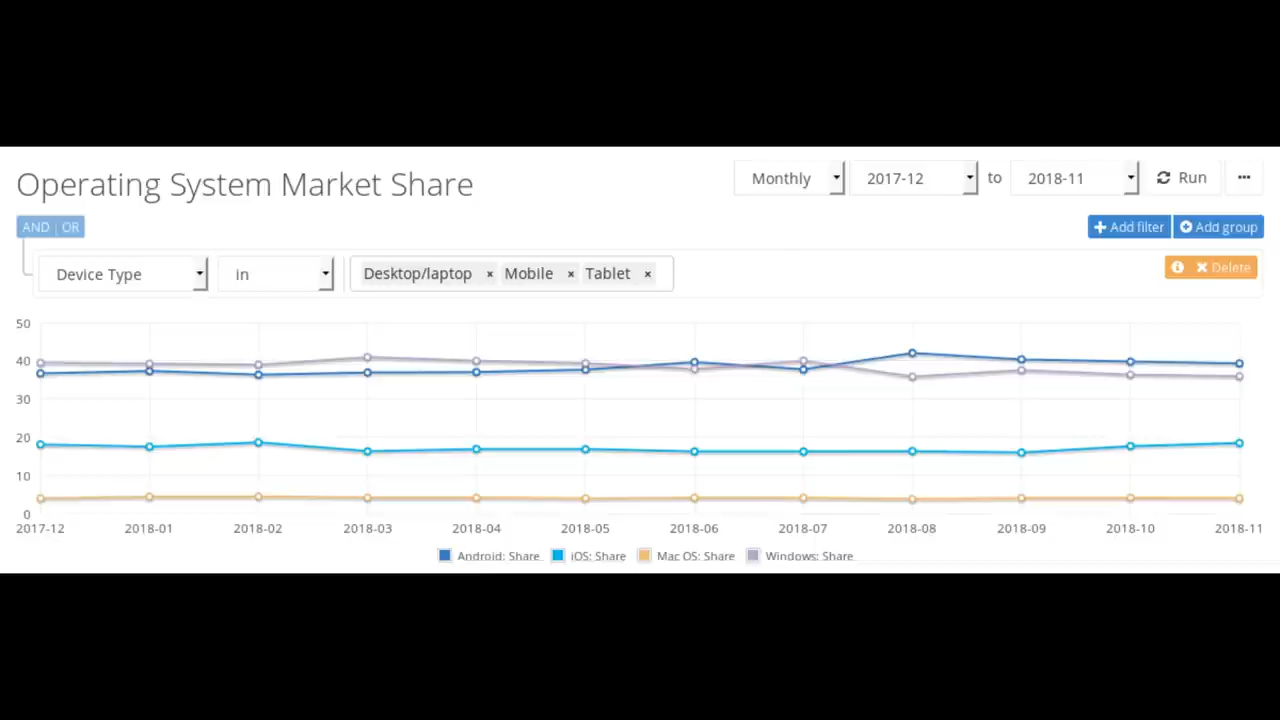 Operating System Market Share
Monthly 2017-12 to 2018-11 Run ...
AND | OR
Add filter Add group
Device Type in Desktop/laptop × Mobile × Tablet ×
Delete
50
40
30
20
10
0
2017-12 2018-01 2018-02 2018-03 2018-04 2018-05 2018-06 2018-07 2018-08 2018-09 2018-10 2018-11
Android: Share iOS: Share Mac OS: Share Windows: Share